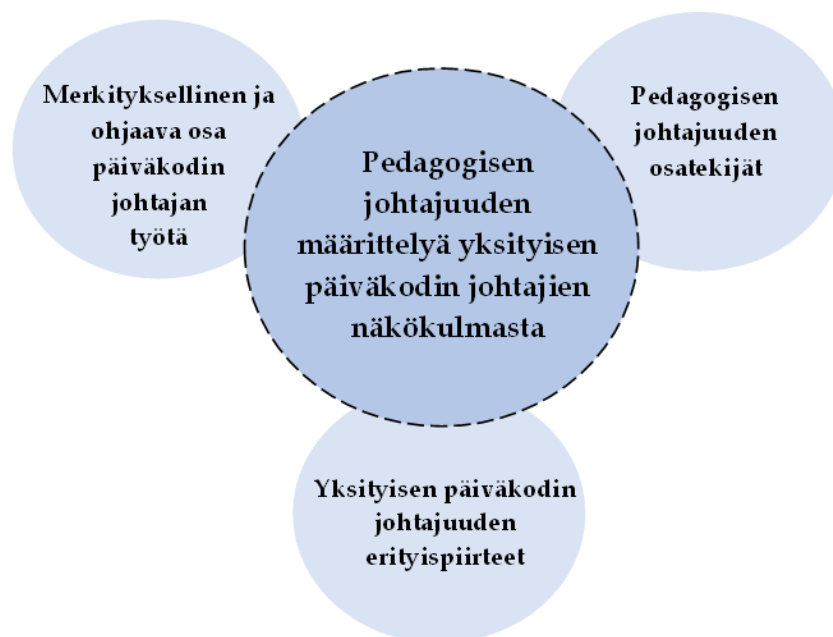 Merkityksellinen ja
ohjaava osa
päiväkodin
johtajan
työtä
Pedagogisen
johtajuuden
määrittelyä yksityisen
päiväkodin johtajien
näkökulmasta
Pedagogisen
johtajuuden
osatekijät
Yksityisen päiväkodin
johtajuuden
erityispiirteet